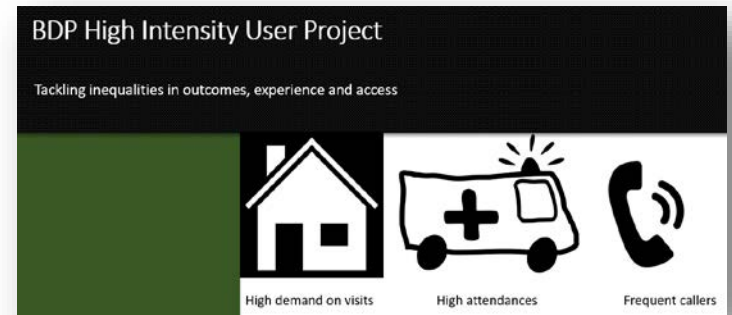 BDP High Intensity User Project
Tackling inequalities in outcomes, experience and access
High demand on visits
High attendances
Frequent callers